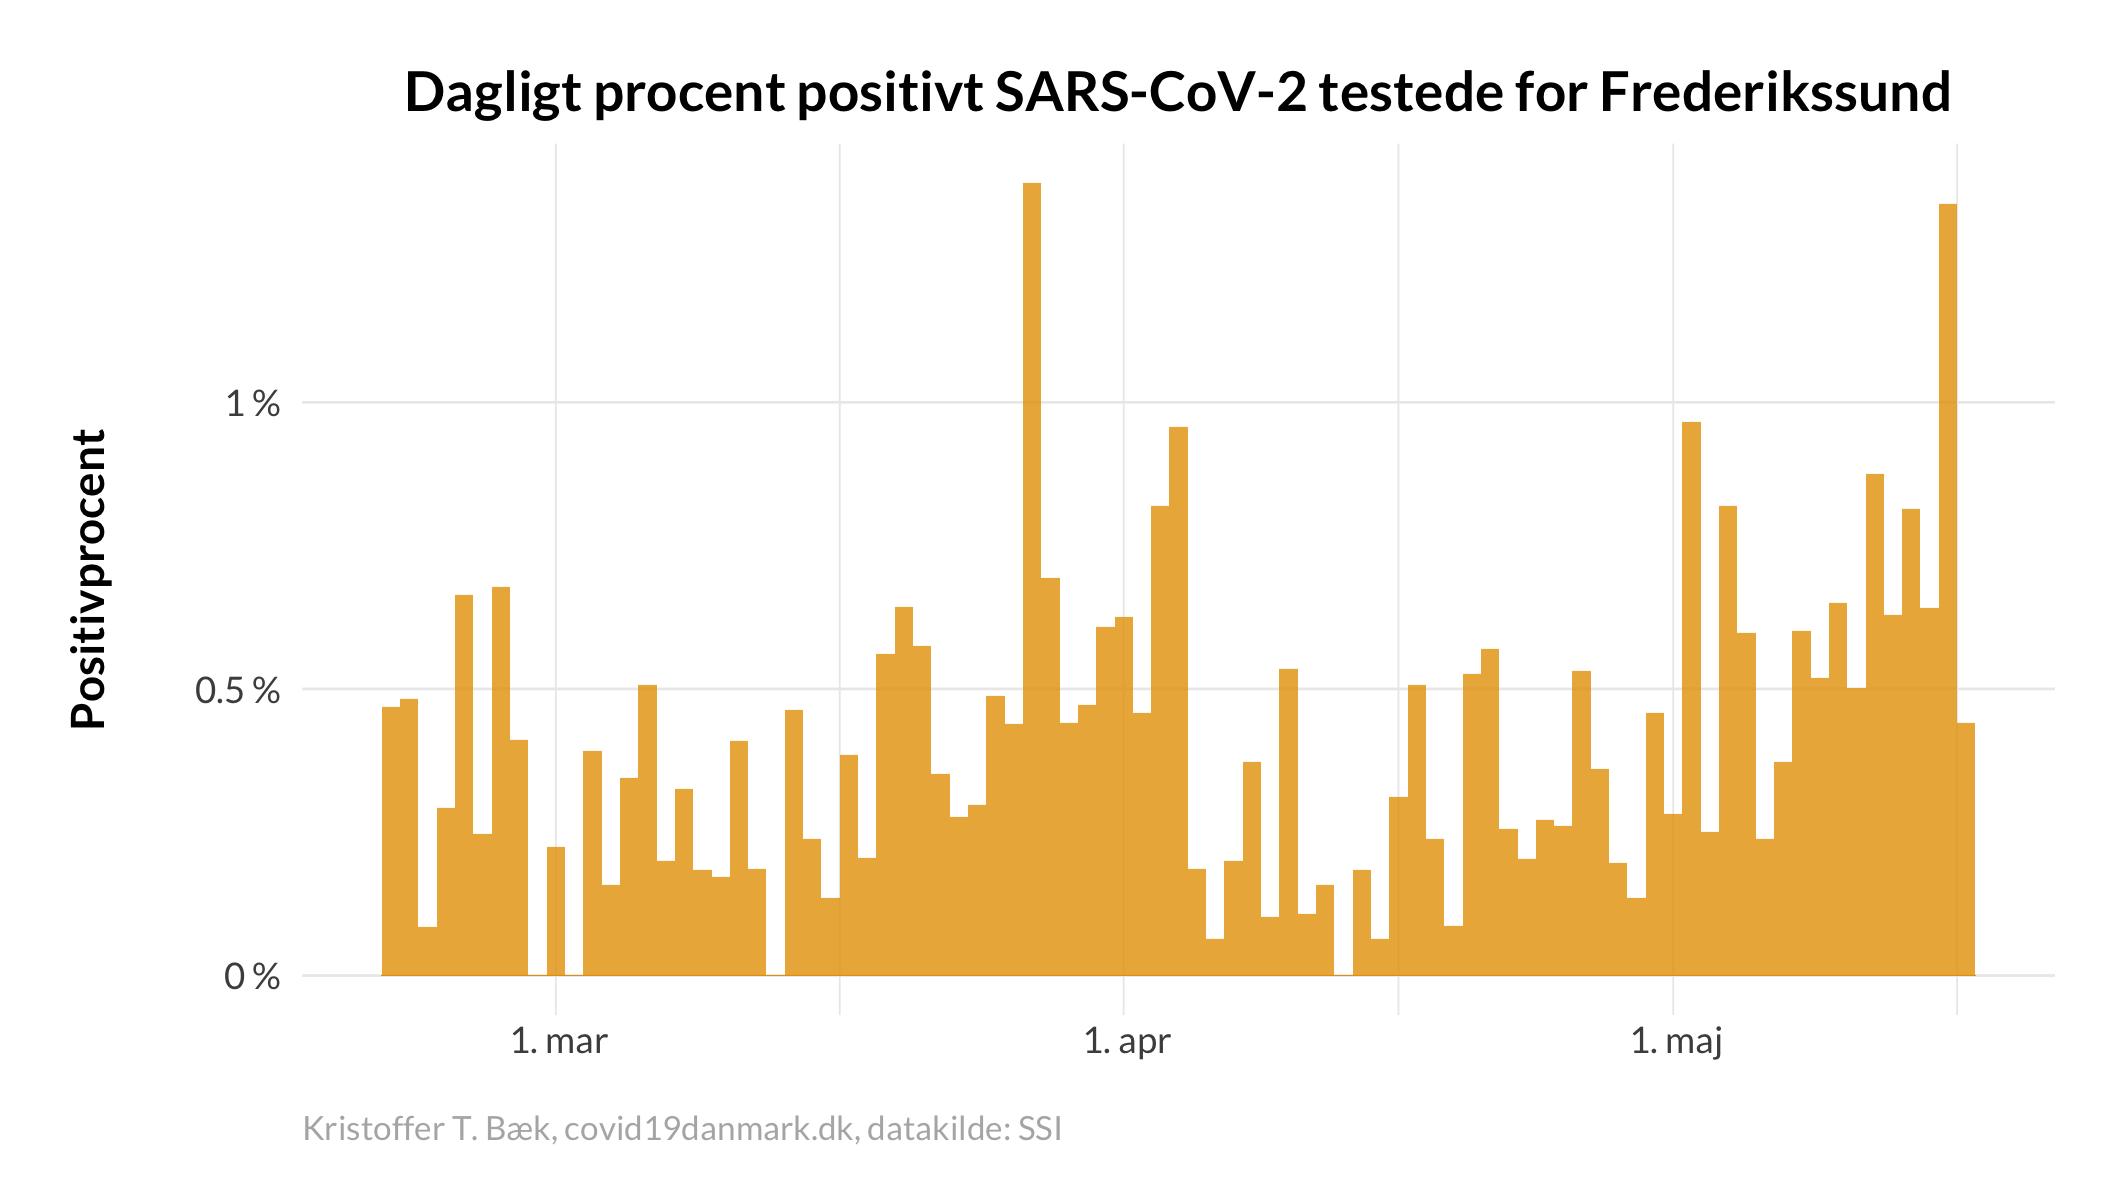 Dagligt procent positivt SARS-CoV-2 testede for Frederikssund
Positivprocent
1 %
0.5 %
0 %
1. mar
1. apr
1. maj
Kristoffer T. Bæk, covid19danmark.dk, datakilde: SSI